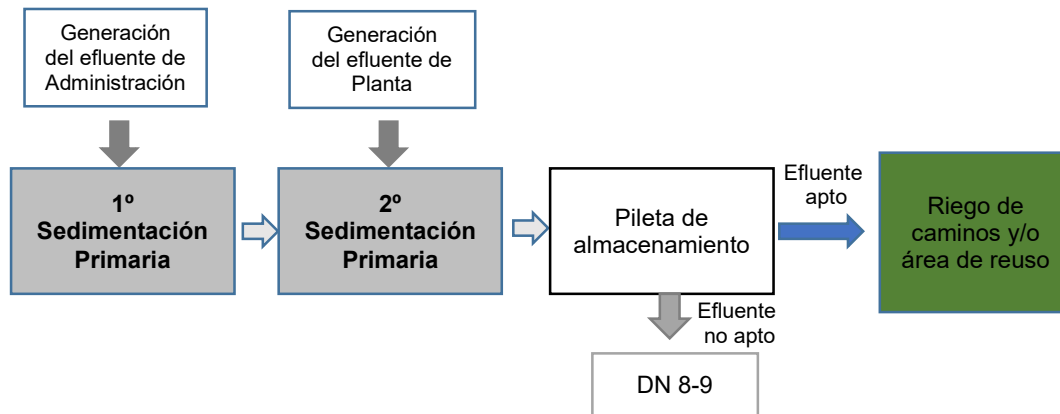 Generación
del efluente de
Administración
Generación
del efluente de
Planta
1º
Sedimentación
Primaria
2º
Sedimentación
Primaria
Pileta de
almacenamiento
Efluente
apto
Riego de
caminos y/o
área de reuso
Efluente
no apto
DN 8-9